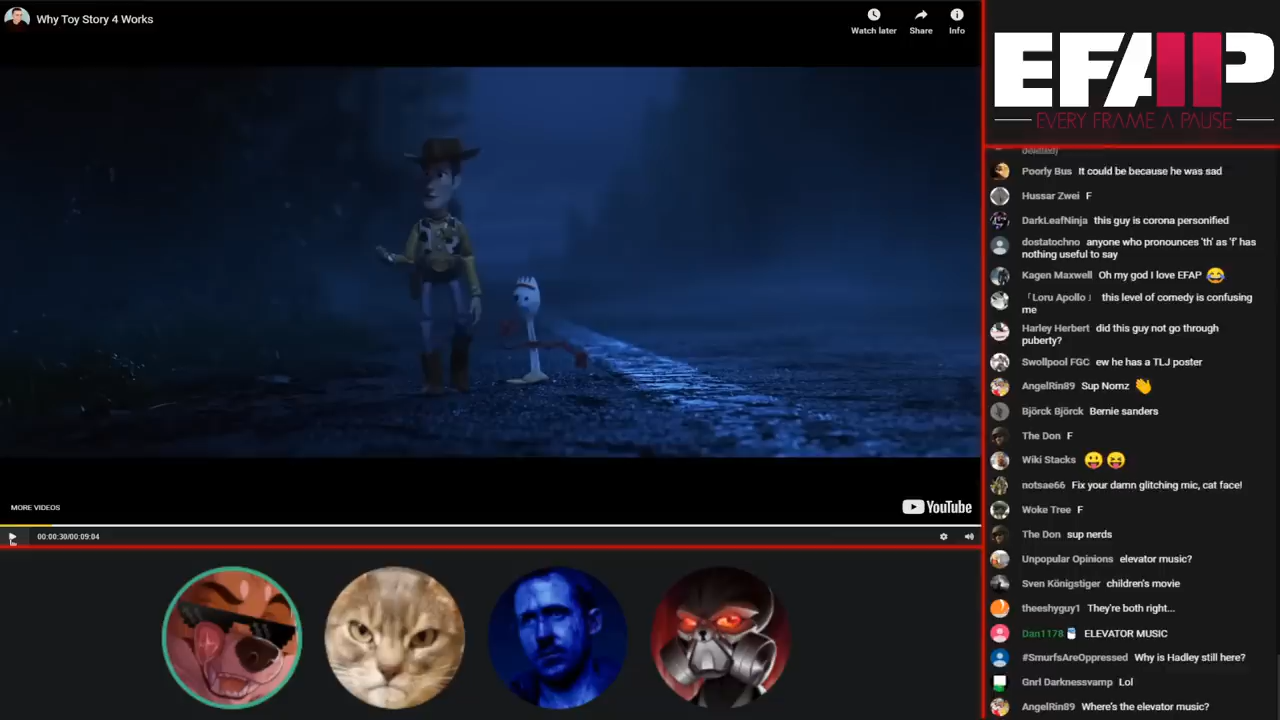 Why Toy Story 4 Works
Watch later
Share
Info
MORE VIDEOS
YouTube
00:00:30/00:09:04
EFAP
EVERY FRAME A PAUSE
Poorly Bus It could be because he was sad
Hussar Zwei F
DarkLeafNinja this guy is corona personified
dostatochno anyone who pronounces 'th' as 'f' has
nothing useful to say
Kagen Maxwell Oh my god I love EFAP 😂
「Loru Apollo」 this level of comedy is confusing
me
Harley Herbert did this guy not go through
puberty?
Swollpool FGC ew he has a TLJ poster
AngelRin89 Sup Nomz 👏
Björck Björck Bernie sanders
The Don F
Wiki Stacks 😛 😝
notsae66 Fix your damn glitching mic, cat face!
Woke Tree F
The Don sup nerds
Unpopular Opinions elevator music?
Sven Königstiger children's movie
theeshyguy1 They're both right...
Dan1178 ELEVATOR MUSIC
#SmurfsAreOppressed Why is Hadley still here?
Gnrl Darknessvamp Lol
AngelRin89 Where's the elevator music?